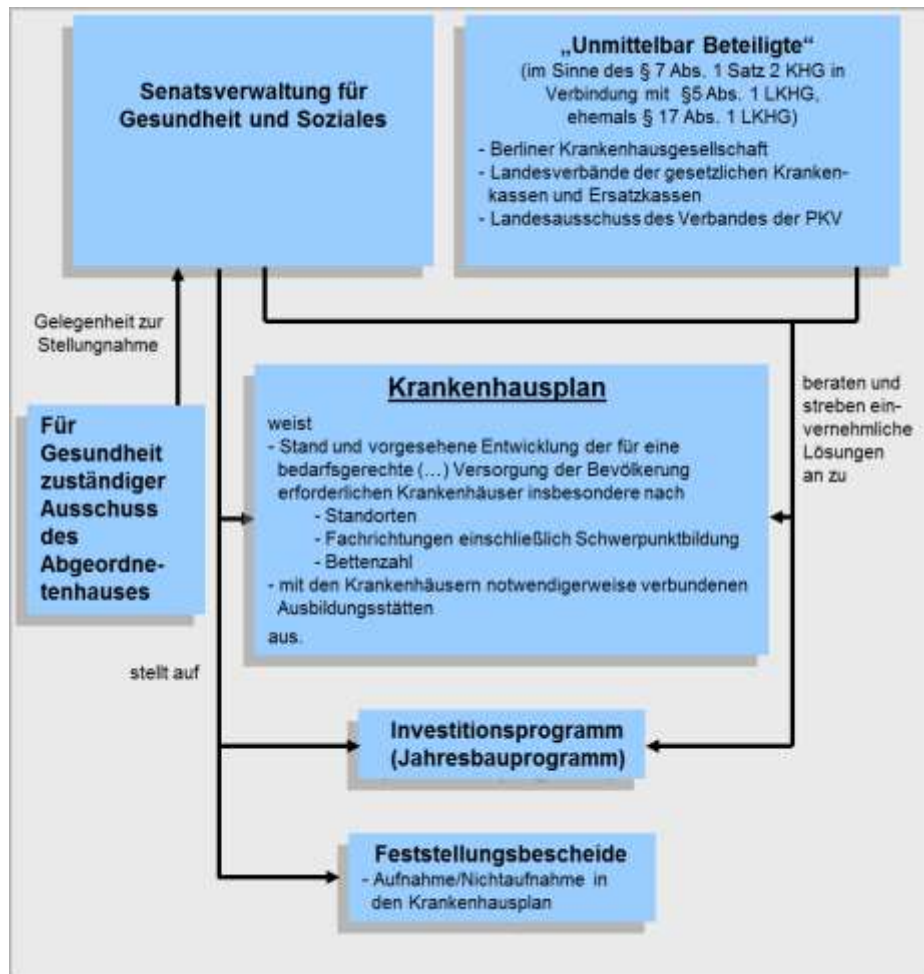 Senatsverwaltung für
Gesundheit und Soziales
„Unmittelbar Beteiligte“
(im Sinne des § 7 Abs. 1 Satz 2 KHG in
Verbindung mit §5 Abs. 1 LKHG,
ehemals § 17 Abs. 1 LKHG)
- Berliner Krankenhausgesellschaft
- Landesverbände der gesetzlichen Kranken-
kassen und Ersatzkassen
- Landesausschuss des Verbandes der PKV
Gelegenheit zur
Stellungnahme
Für
Gesundheit
zuständiger
Ausschuss
des
Abgeordne-
tenhauses
Krankenhausplan
weist
- Stand und vorgesehene Entwicklung der für eine
bedarfsgerechte (…) Versorgung der Bevölkerung
erforderlichen Krankenhäuser insbesondere nach
- Standorten
- Fachrichtungen einschließlich Schwerpunktbildung
- Bettenzahl
- mit den Krankenhäusern notwendigerweise verbundenen
Ausbildungsstätten
aus.
beraten und
streben ein-
vernehmliche
Lösungen
an zu
stellt auf
Investitionsprogramm
(Jahresbauprogramm)
Feststellungsbescheide
- Aufnahme/Nichtaufnahme in
den Krankenhausplan